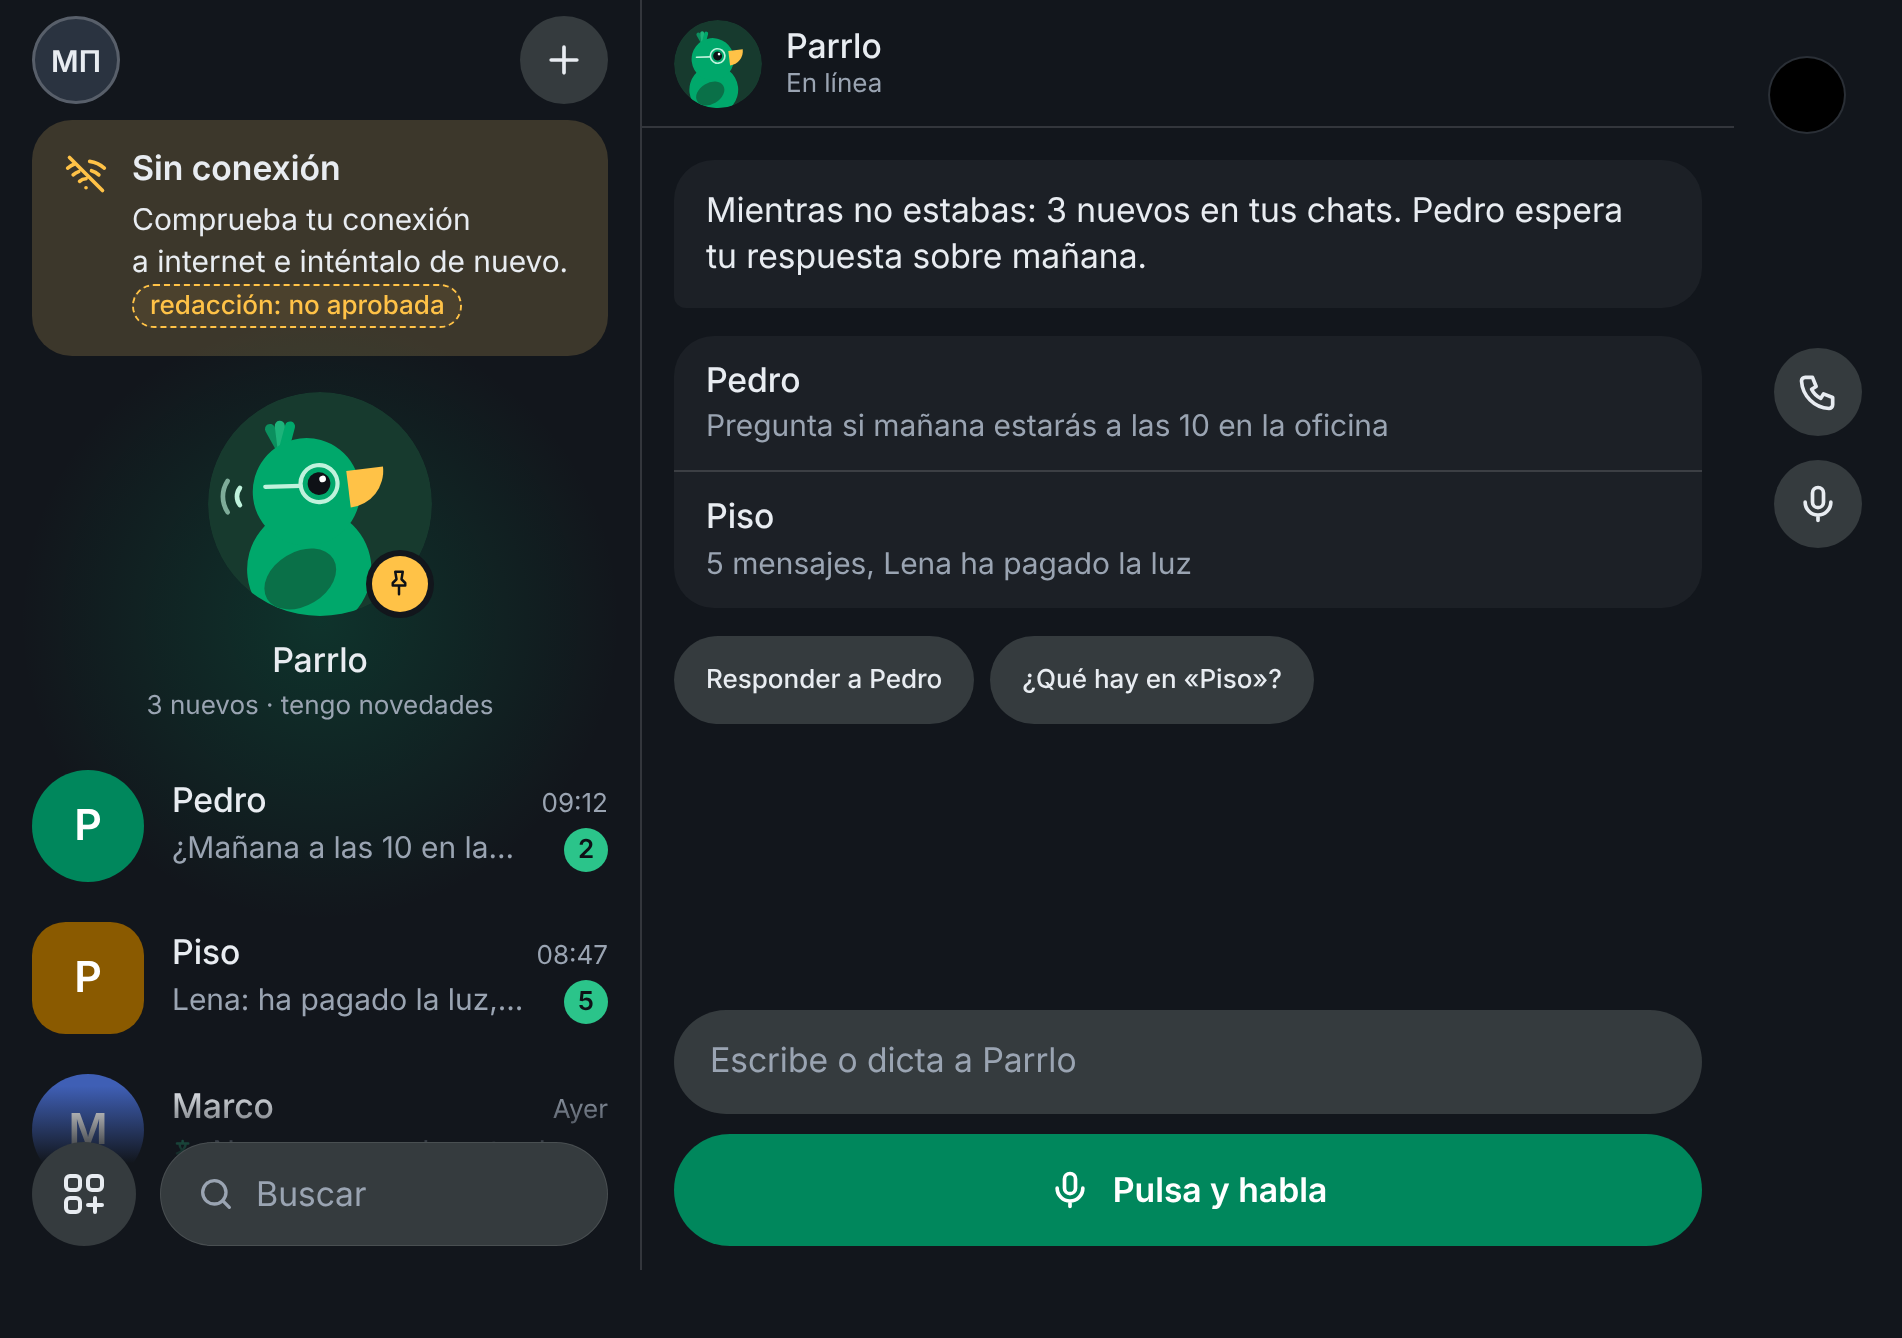 МП
Sin conexión
Comprueba tu conexión
a internet e inténtalo de nuevo.
redacción: no aprobada
Parrlo
3 nuevos · tengo novedades
P
Pedro
09:12
¿Mañana a las 10 en la...
2
P
Piso
08:47
Lena: ha pagado la luz,...
5
M
Marco
Ayer
Buscar
Parrlo
En línea
Mientras no estabas: 3 nuevos en tus chats. Pedro espera
tu respuesta sobre mañana.
Pedro
Pregunta si mañana estarás a las 10 en la oficina
Piso
5 mensajes, Lena ha pagado la luz
Responder a Pedro
¿Qué hay en «Piso»?
Escribe o dicta a Parrlo
Pulsa y habla